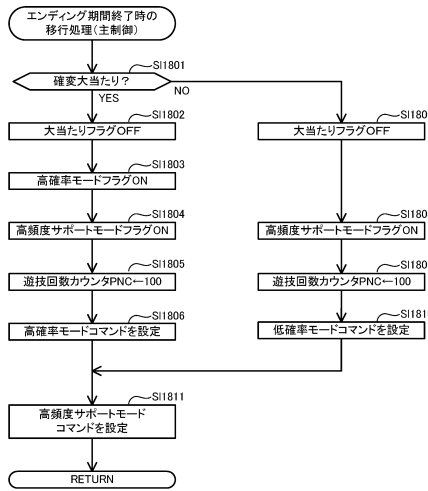 エンディング期間終了時の
移行処理(主制御)
SI1801
確変大当たり?
YES
NO
SI1802
大当たりフラグOFF
SI1803
高確率モードフラグON
SI1804
高頻度サポートモードフラグON
SI1805
遊技回数カウンタPNC←100
SI1806
高確率モードコマンドを設定
SI180
大当たりフラグOFF
SI180
高頻度サポートモードフラグON
SI180
遊技回数カウンタPNC←100
SI181
低確率モードコマンドを設定
SI1811
高頻度サポートモード
コマンドを設定
RETURN